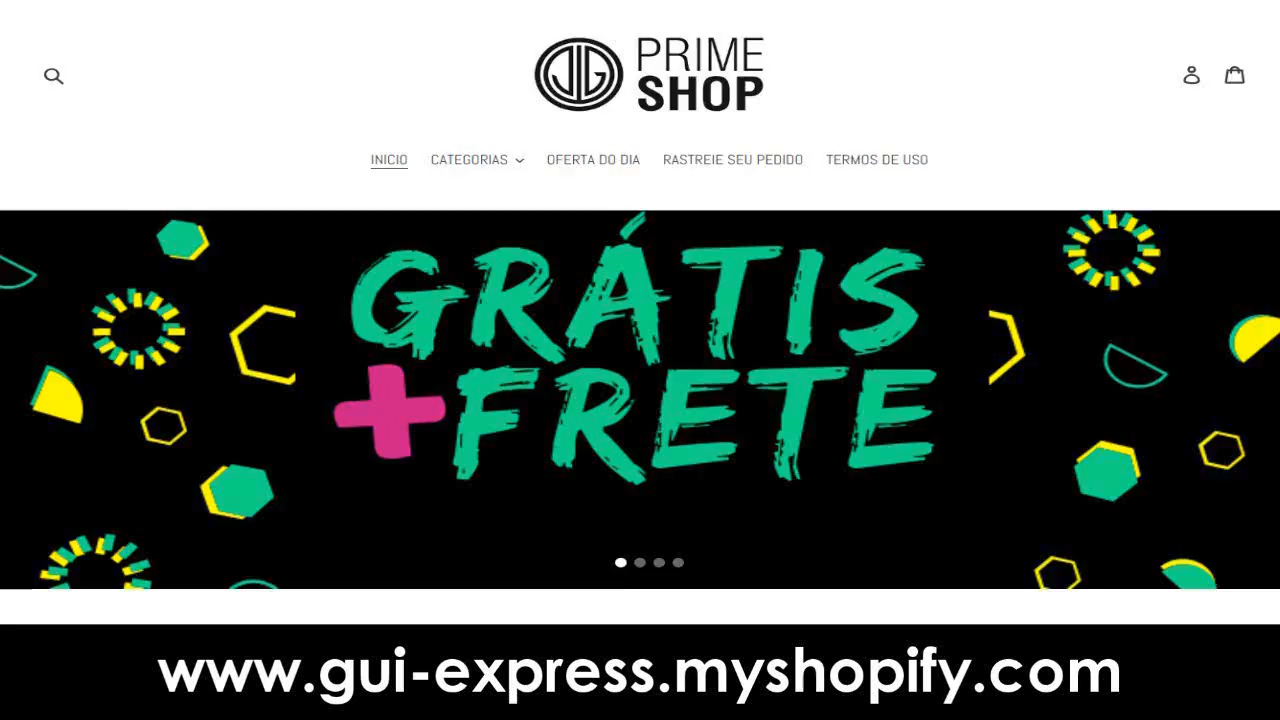 PRIME
SHOP
INICIO CATEGORIAS OFERTA DO DIA RASTREIE SEU PEDIDO TERMOS DE USO
GRÁTIS
+FRETE
www.gui-express.myshopify.com